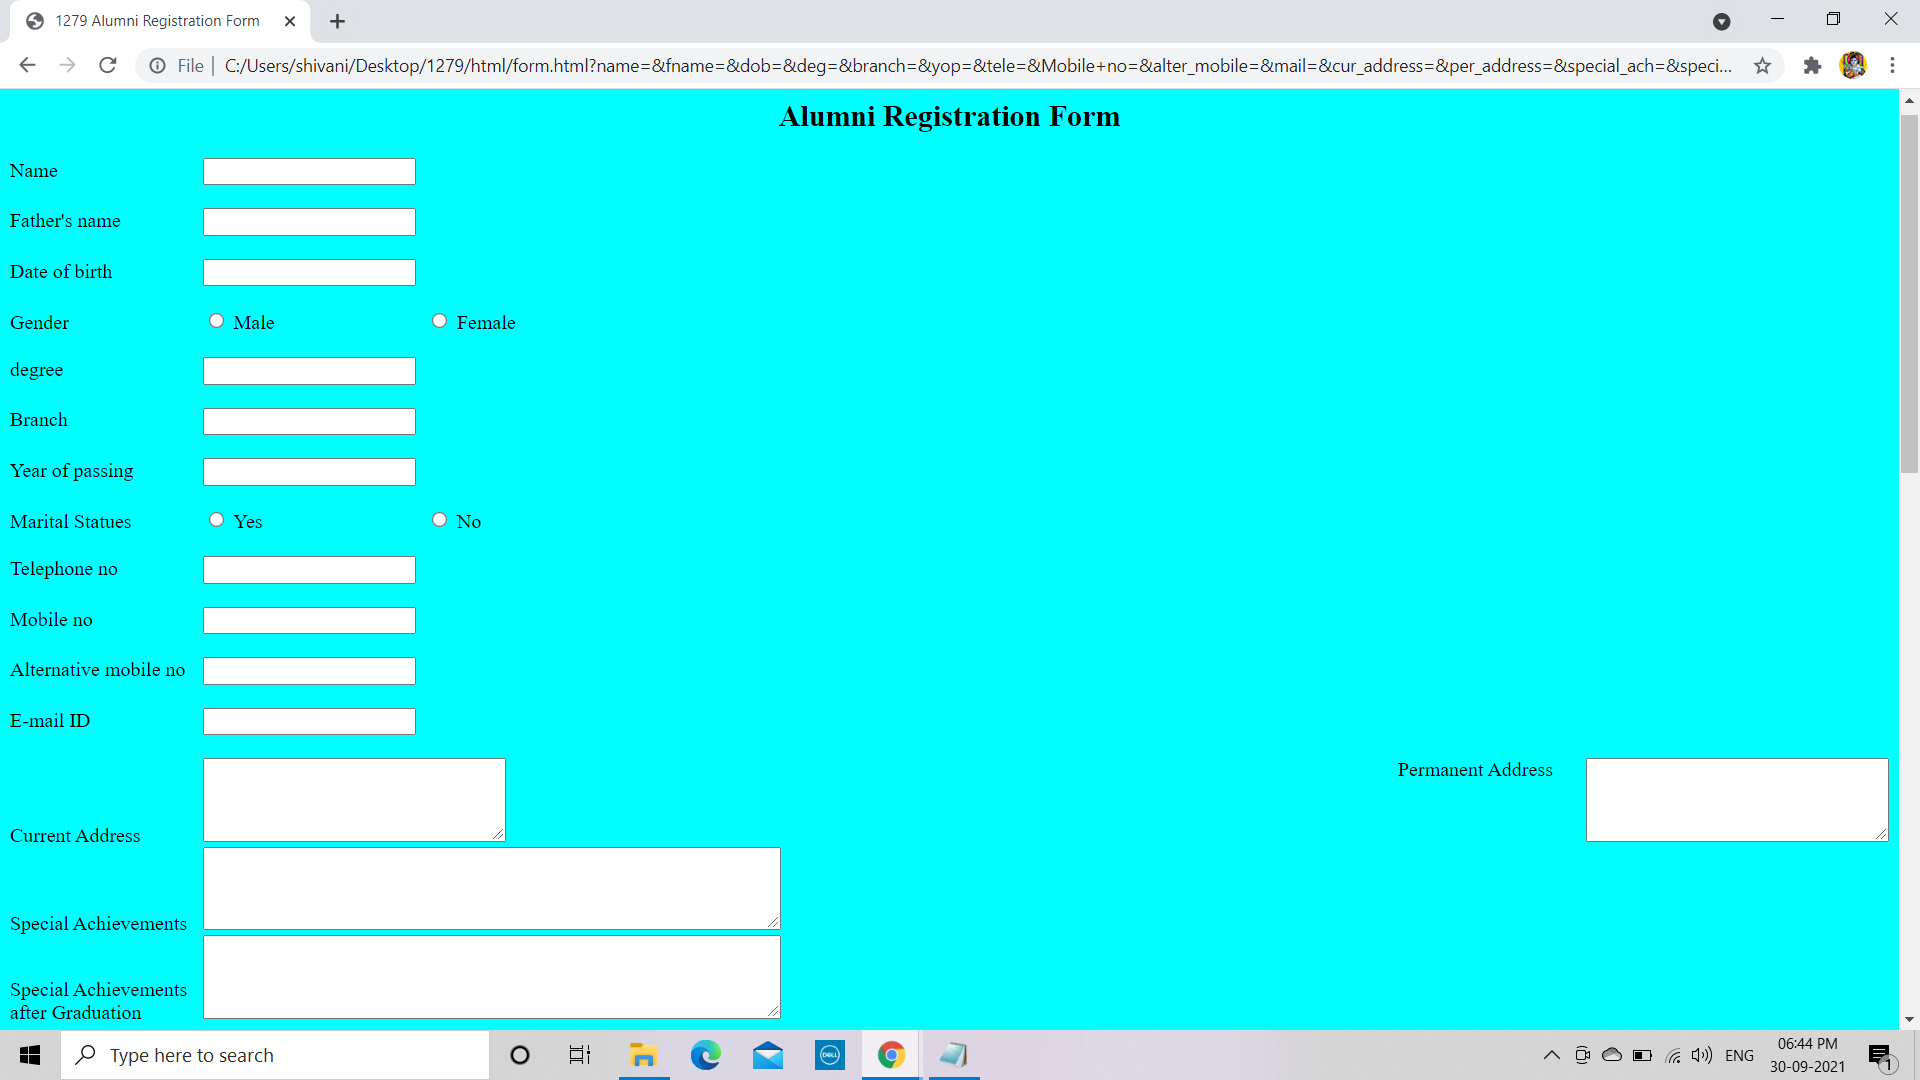 1279 Alumni Registration Form
File | C:/Users/shivani/Desktop/1279/html/form.html?name=&fname=&dob=&deg=&branch=&yop=&tele=&Mobile+no=&alter_mobile=&mail=&cur_address=&per_address=&special_ach=&speci...
Alumni Registration Form
Name
Father's name
Date of birth
Gender Male Female
degree
Branch
Year of passing
Marital Statues Yes No
Telephone no
Mobile no
Alternative mobile no
E-mail ID
Permanent Address
Current Address
Special Achievements
Special Achievements
after Graduation
Type here to search
DELL
ENG
06:44 PM
30-09-2021
1